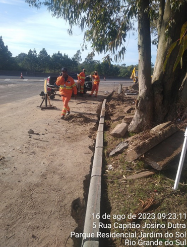 16 de ago de 2023 09:11:23
5 Rua Capitão Josino Dutra
Parque Residencial Jardim do Sol
Rio Grande do Sul